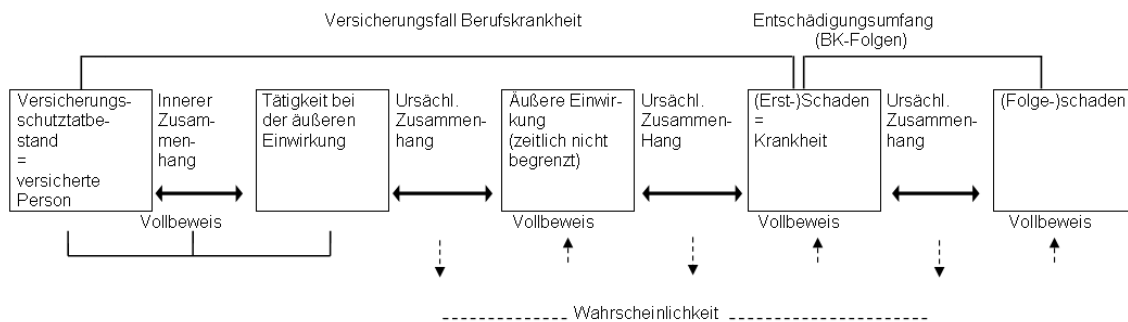 Versicherungsfall Berufskrankheit
Entschädigungsumfang
(BK-Folgen)
Versicherungs-
schutztatbe-
stand
=
versicherte
Person
Innerer
Zusam-
men-
hang
Tätigkeit bei
der äußeren
Einwirkung
Ursächl.
Zusammen-
hang
Äußere Einwir-
kung
(zeitlich nicht
begrenzt)
Ursächl.
Zusammen-
Hang
(Erst-)Schaden
=
Krankheit
Ursächl.
Zusammen-
hang
(Folge-)schaden
Vollbeweis
Vollbeweis
Vollbeweis
Vollbeweis
Wahrscheinlichkeit